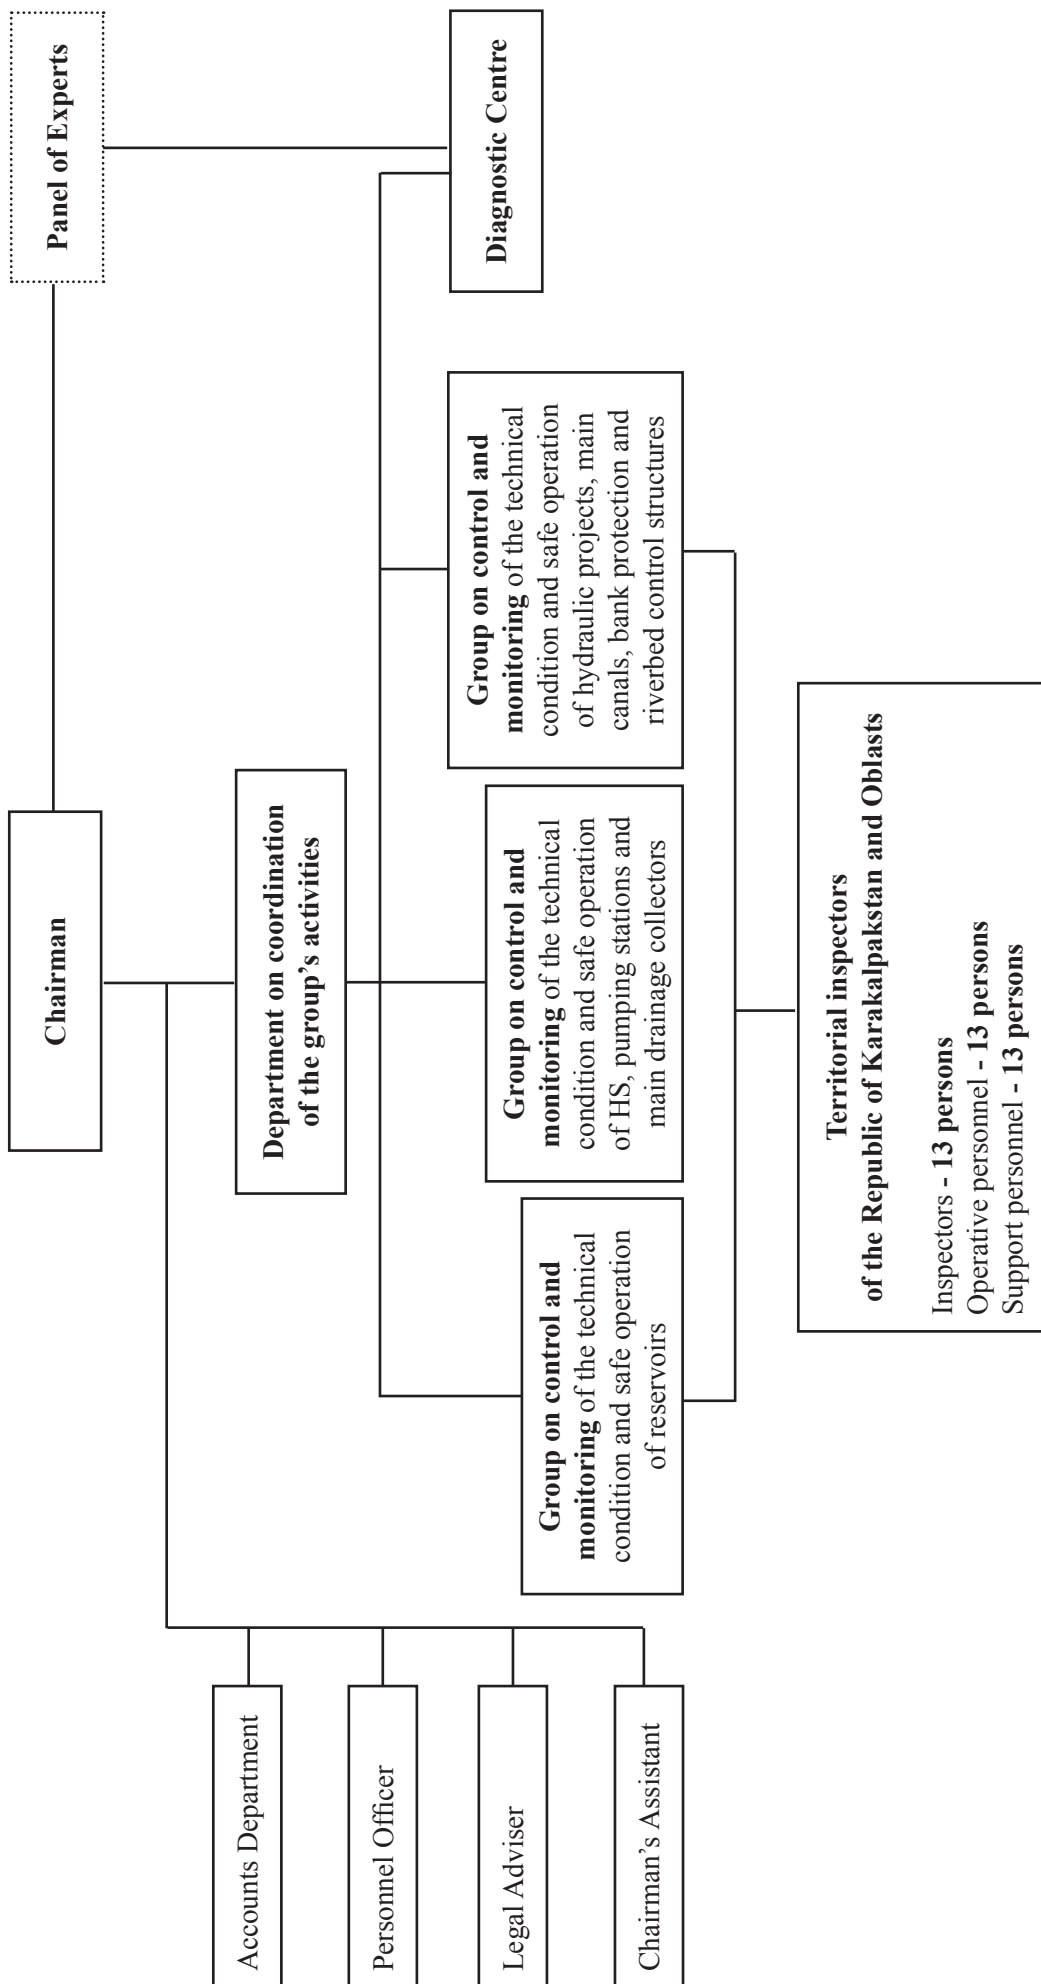 Chairman
Panel of Experts
Department on coordination
of the group’s activities
Accounts Department
Personnel Officer
Legal Adviser
Chairman’s Assistant
Group on control and
monitoring of the technical
condition and safe operation
of reservoirs
Group on control and
monitoring of the technical
condition and safe operation
of HS, pumping stations and
main drainage collectors
Group on control and
monitoring of the technical
condition and safe operation
of hydraulic projects, main
canals, bank protection and
riverbed control structures
Diagnostic Centre
Territorial inspectors
of the Republic of Karakalpakstan and Oblasts
Inspectors - 13 persons
Operative personnel - 13 persons
Support personnel - 13 persons